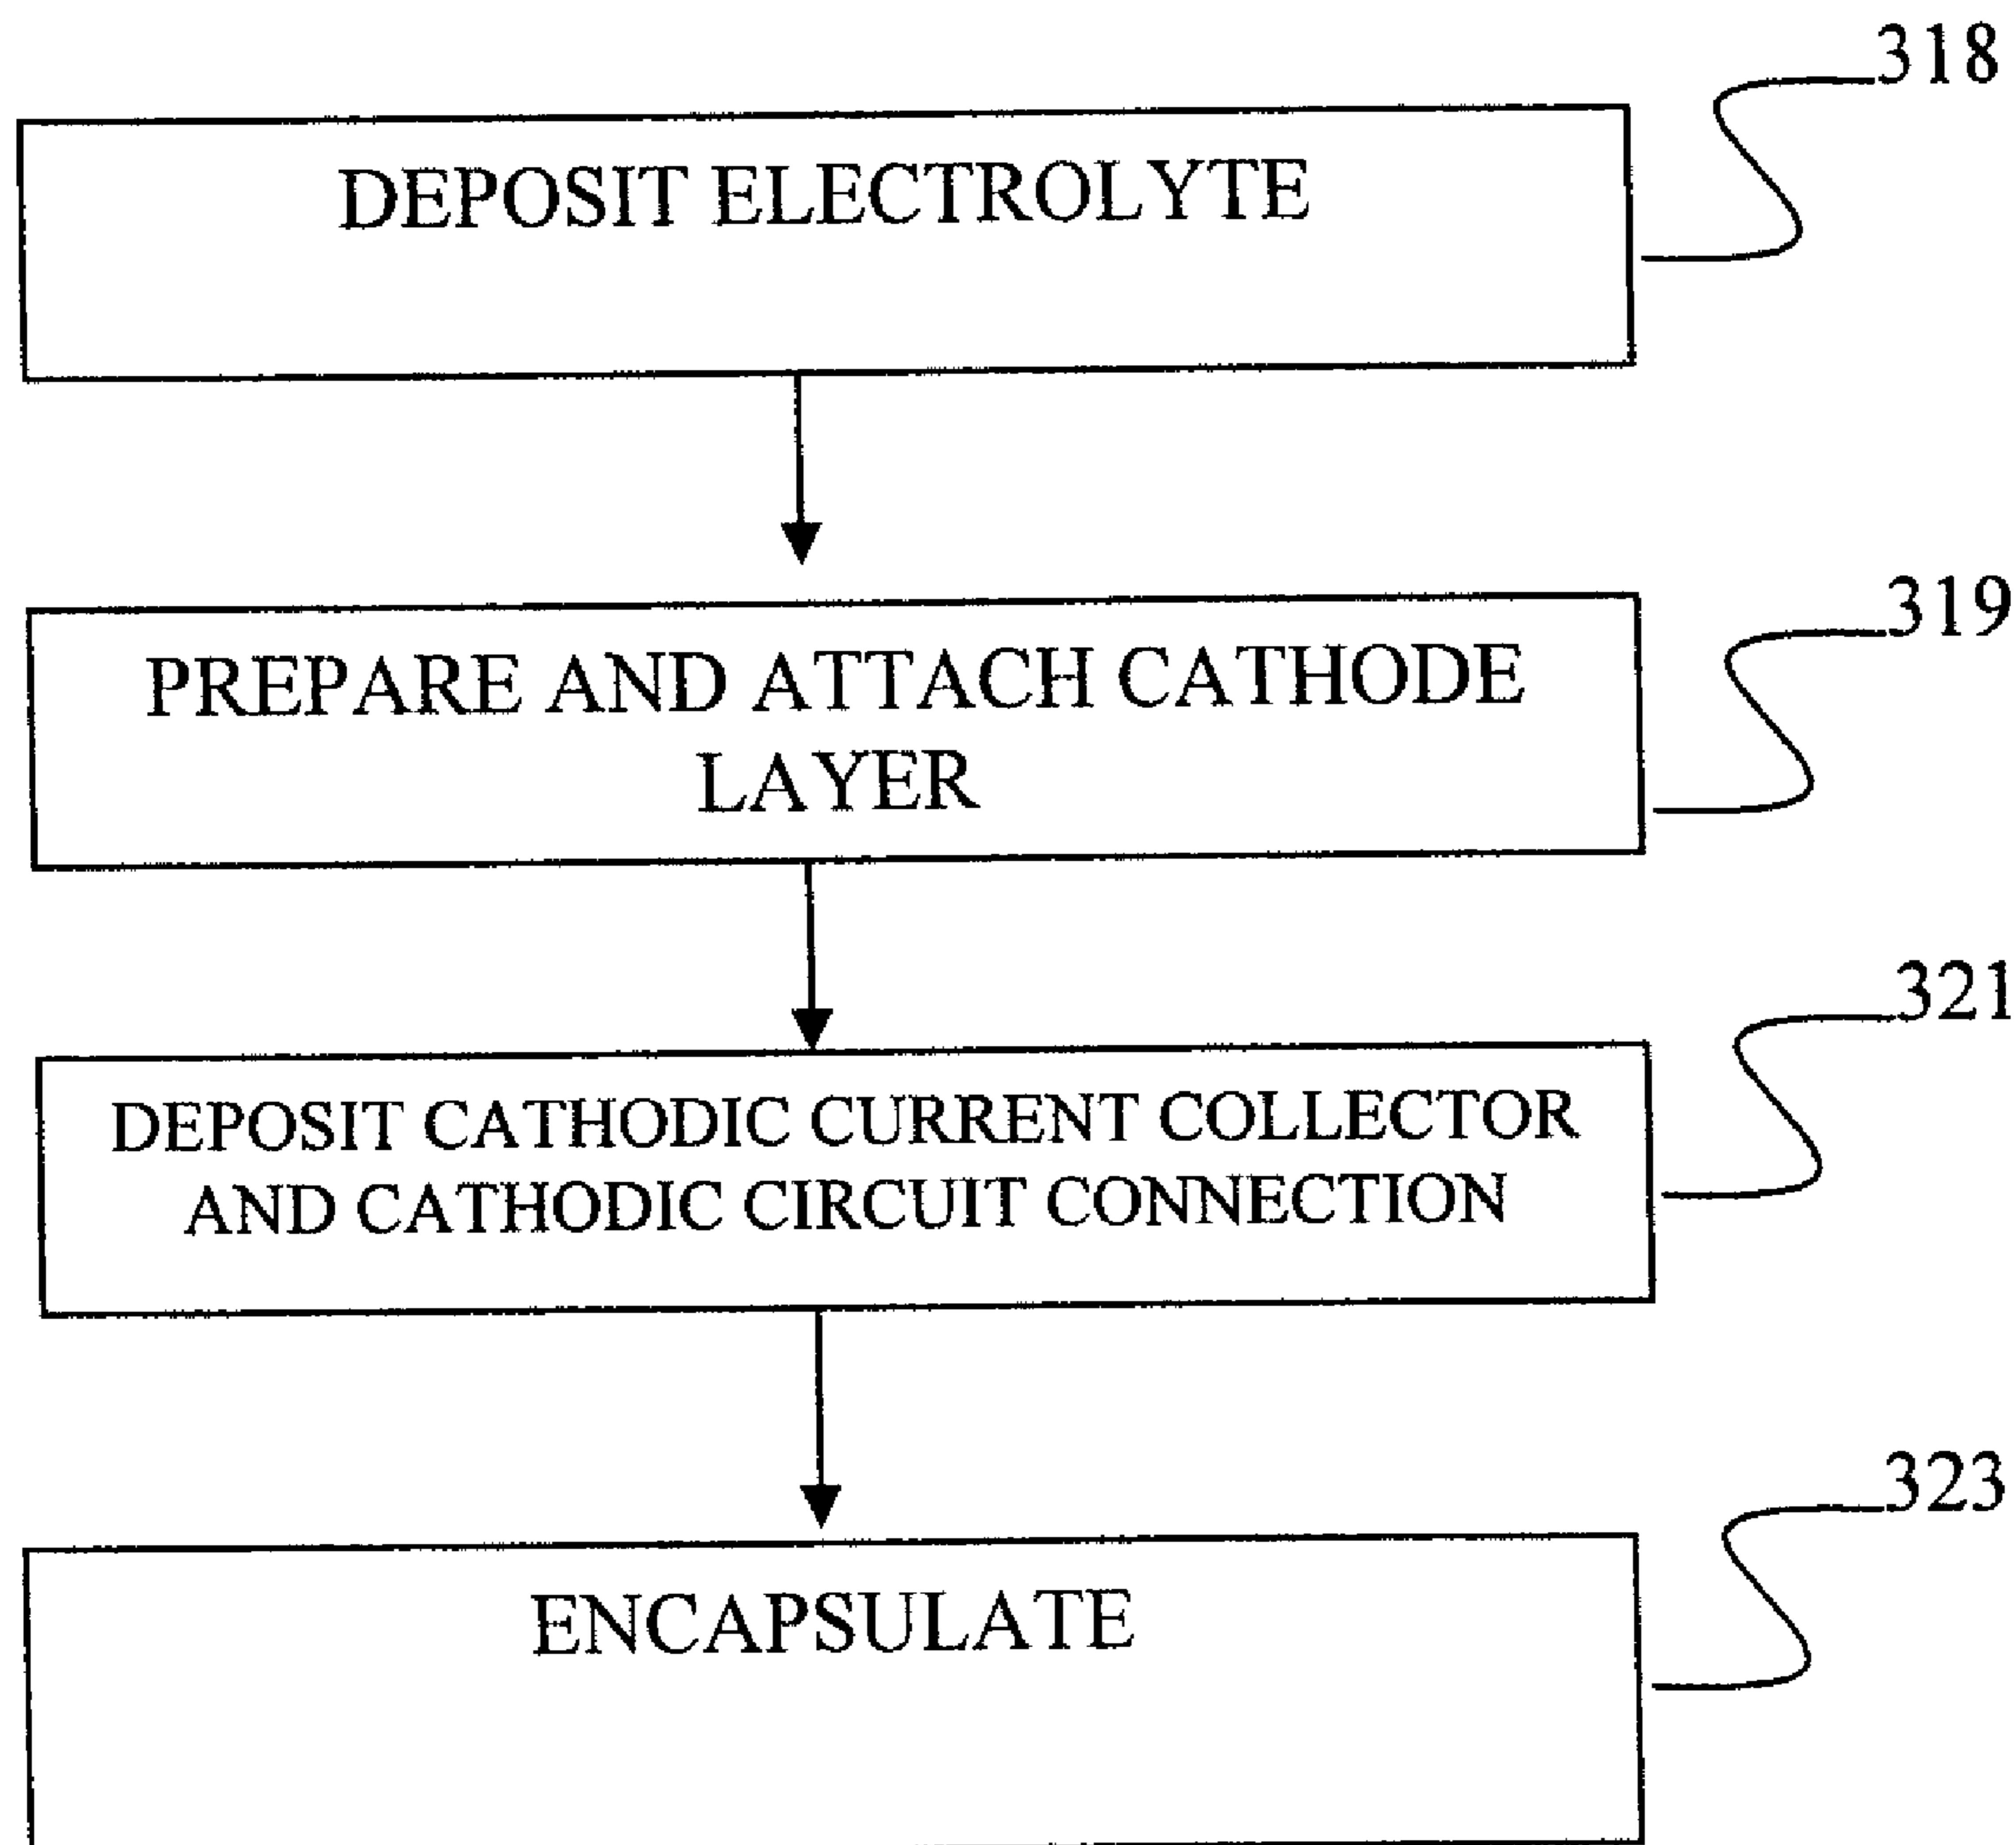 318
DEPOSIT ELECTROLYTE
319
PREPARE AND ATTACH CATHODE
LAYER
321
DEPOSIT CATHODIC CURRENT COLLECTOR
AND CATHODIC CIRCUIT CONNECTION
323
ENCAPSULATE